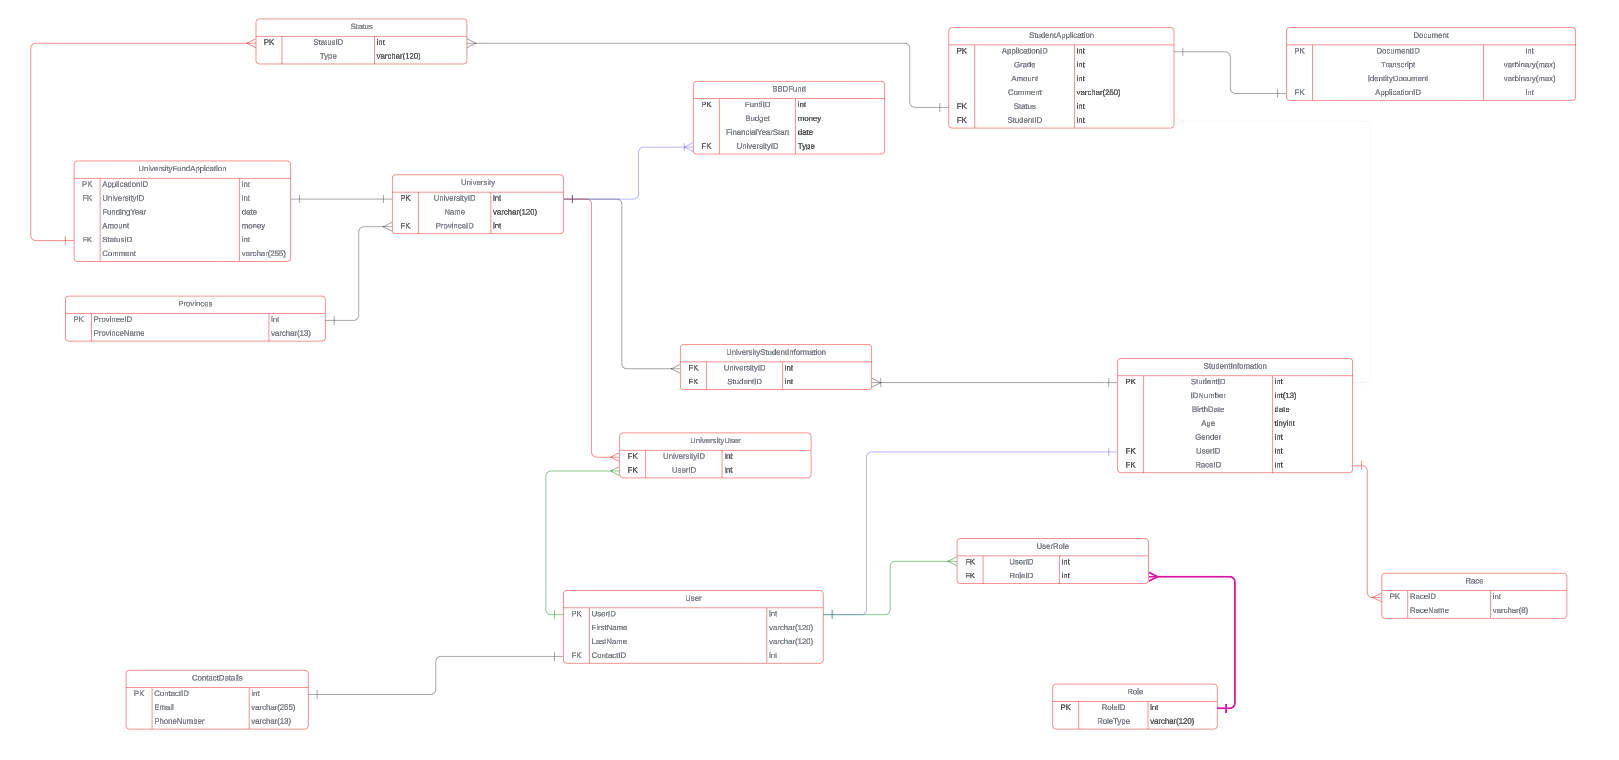 Status
PK StatusID int
Type varchar(120)
StudentApplication
PK ApplicationID int
Grade int
Amount int
Comment varchar(250)
FK Status int
FK StudentID int
Document
PK DocumentID int
Transcript varbinary(max)
IdentityDocument varbinary(max)
FK ApplicationID int
BBDFund
PK FundID int
Budget money
FinancialYearStart date
FK UniversityID Type
UniversityFundApplication
PK ApplicationID int
FK UniversityID int
FundingYear date
Amount money
FK StatusID int
Comment varchar(255)
University
PK UniversityID Int
Name varchar(120)
FK ProvinceID Int
Provinces
PK ProvinceID Int
ProvinceName varchar(13)
UniversityStudentInformation
FK UniversityID int
FK StudentID int
StudentInfomation
PK StudentID int
IDNumber int(13)
BirthDate date
Age tinyint
Gender int
FK UserID int
FK RaceID int
UniversityUser
FK UniversityID Int
FK UserID Int
UserRole
FK UserID int
FK RoleID int
Race
PK RaceID int
RaceName varchar(8)
User
PK UserID Int
FirstName varchar(120)
LastName varchar(120)
FK ContactID Int
ContactDetails
PK ContactID int
Email varchar(255)
PhoneNumber varchar(13)
Role
PK RoleID Int
RoleType varchar(120)